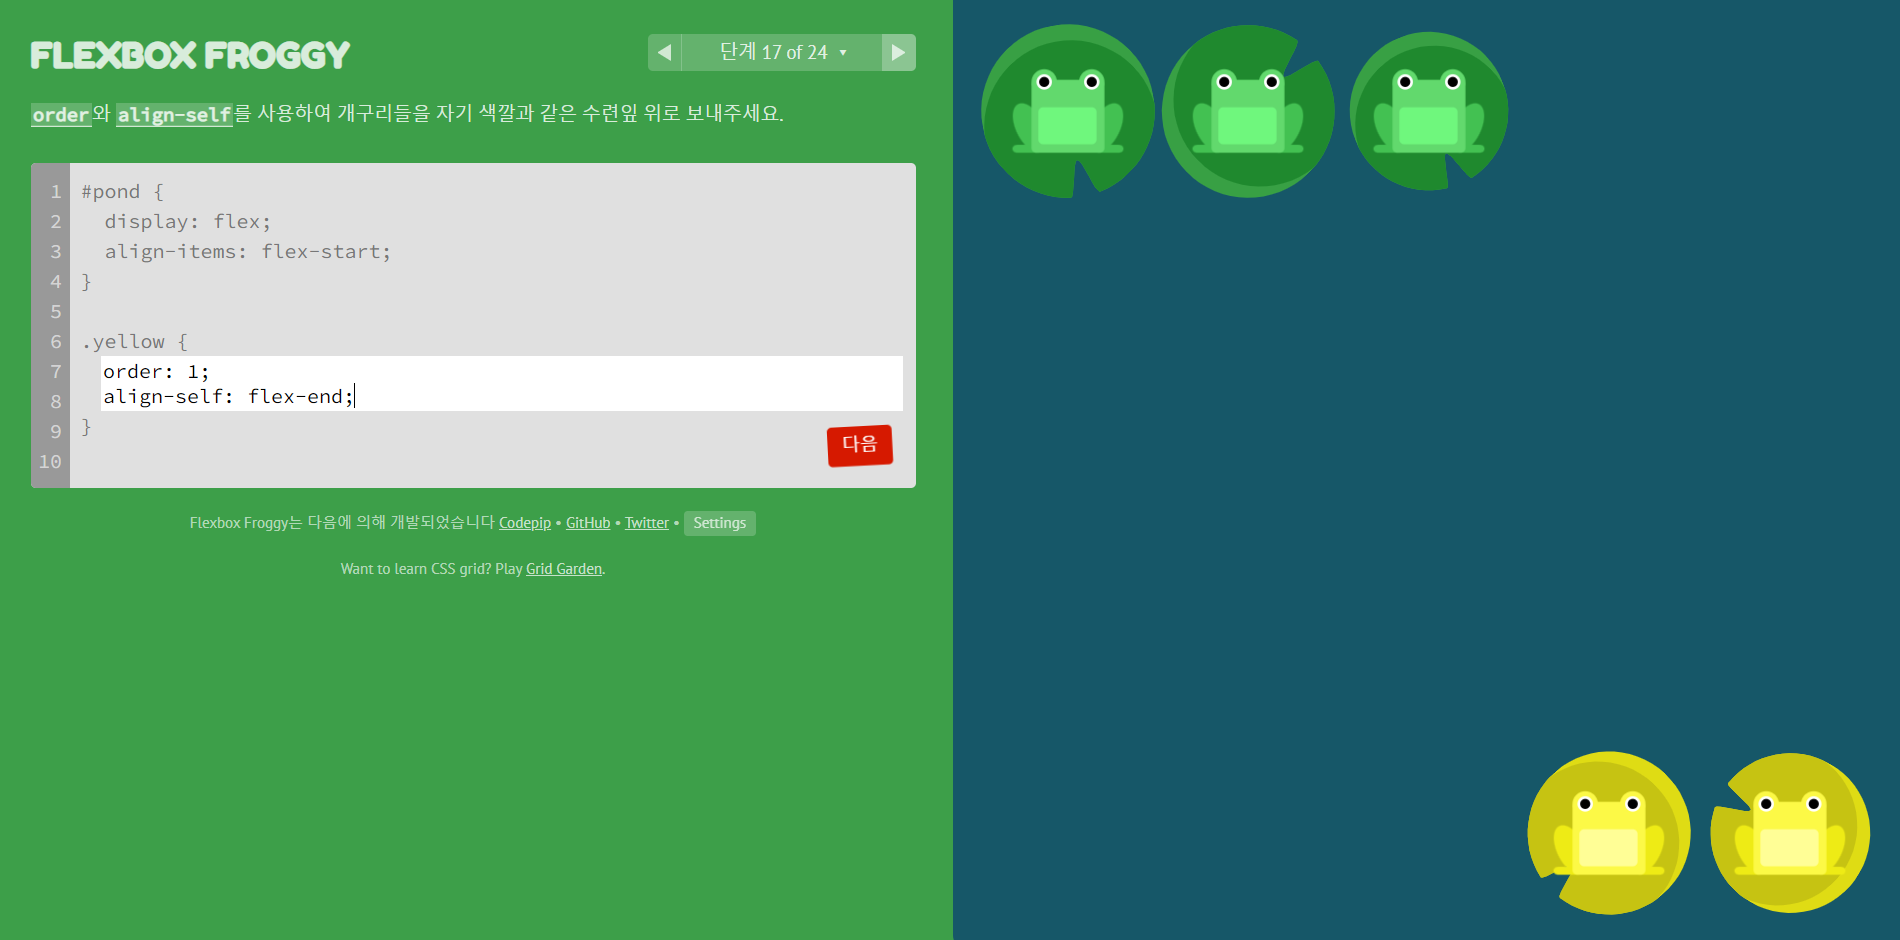 FLEXBOX FROGGY
단계 17 of 24
order와 align-self를 사용하여 개구리들을 자기 색깔과 같은 수련잎 위로 보내주세요.
1 #pond {
2 display: flex;
3 align-items: flex-start;
4 }
5
6 .yellow {
7 order: 1;
8 align-self: flex-end;
9 }
10
다음
Flexbox Froggy는 다음에 의해 개발되었습니다 Codepip • GitHub • Twitter • Settings
Want to learn CSS grid? Play Grid Garden.